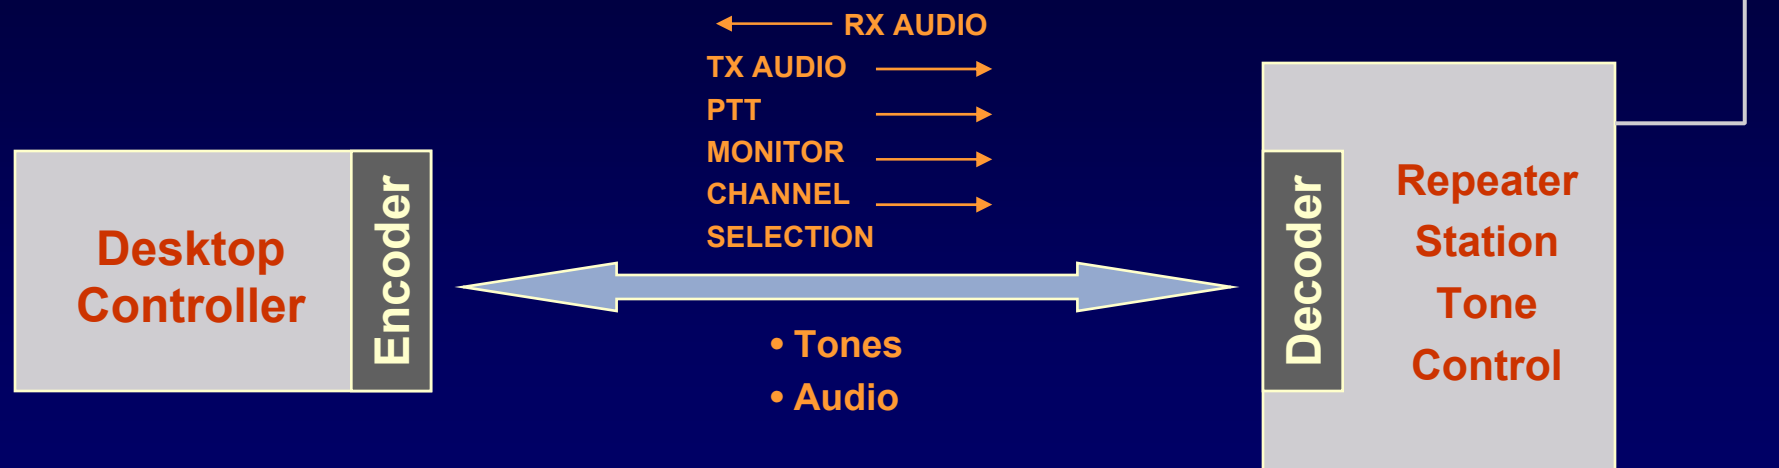 RX AUDIO
TX AUDIO
PTT
MONITOR
CHANNEL
SELECTION
Desktop
Controller
Encoder
• Tones
• Audio
Decoder
Repeater
Station
Tone
Control